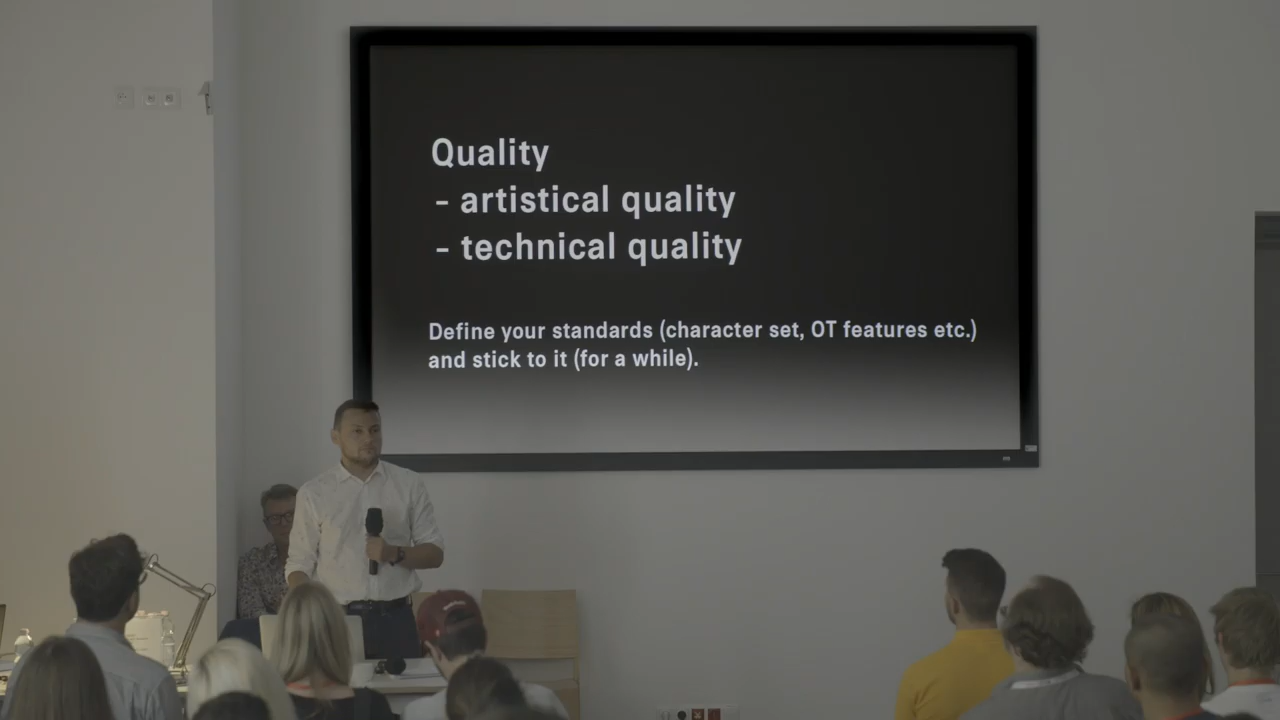 Quality
- artistical quality
- technical quality
Define your standards (character set, OT features etc.)
and stick to it (for a while).